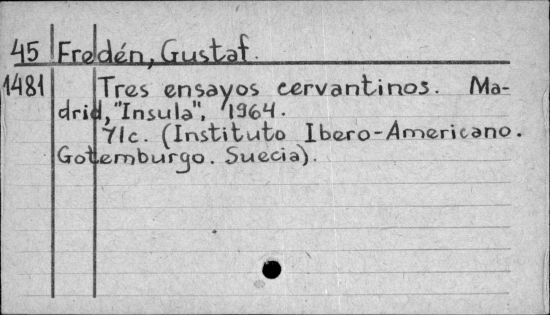 45 Fredén, Gustaf.
1481 Tres ensayos cervantinos. Ma-
drid, "Insula", 1964.
71c. (Instituto Ibero-Americano.
Gotemburgo. Suecia).